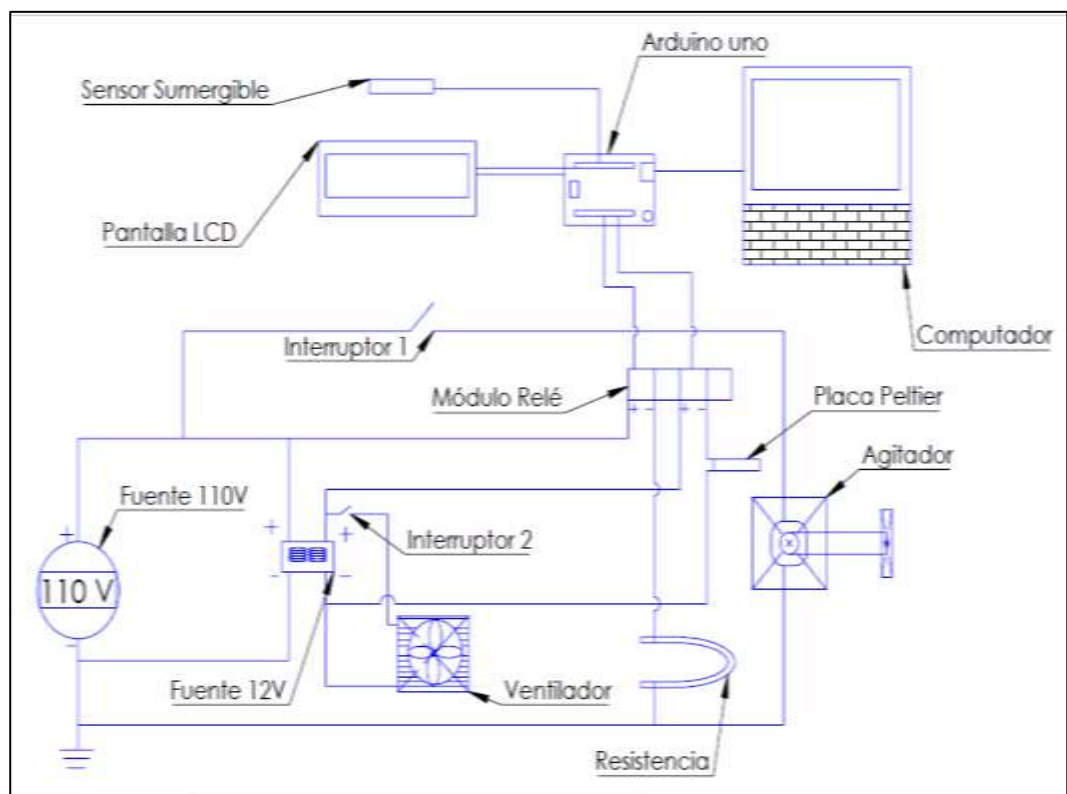 Arduino uno
Sensor Sumergible
Pantalla LCD
Computador
Interruptor 1
Módulo Relé
+ - + -
Placa Peltier
Agitador
Fuente 110V
+
+
+
Interruptor 2
110 V
-
-
-
Fuente 12V
Ventilador
Resistencia